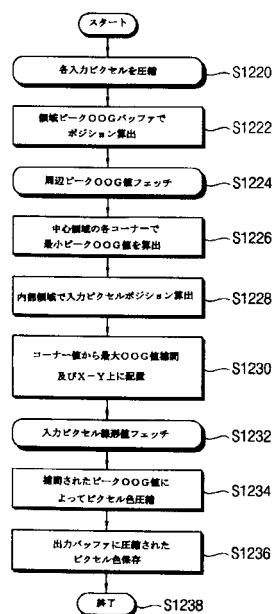 スタート
各入力ピクセルを圧縮
S1220
領域ピークOOGバッファで
ポジション算出
S1222
周辺ピークOOG値フェッチ
S1224
中心領域の各コーナーで
最小ピークOOG値を算出
S1226
内部領域で入力ピクセルポジション算出
S1228
コーナー値から最大OOG値補間
及びX－Y上に配置
S1230
入力ピクセル線形値フェッチ
S1232
補間されたピークOOG値に
よってピクセル色圧縮
S1234
出力バッファに圧縮された
ピクセル色保存
S1236
終了
S1238